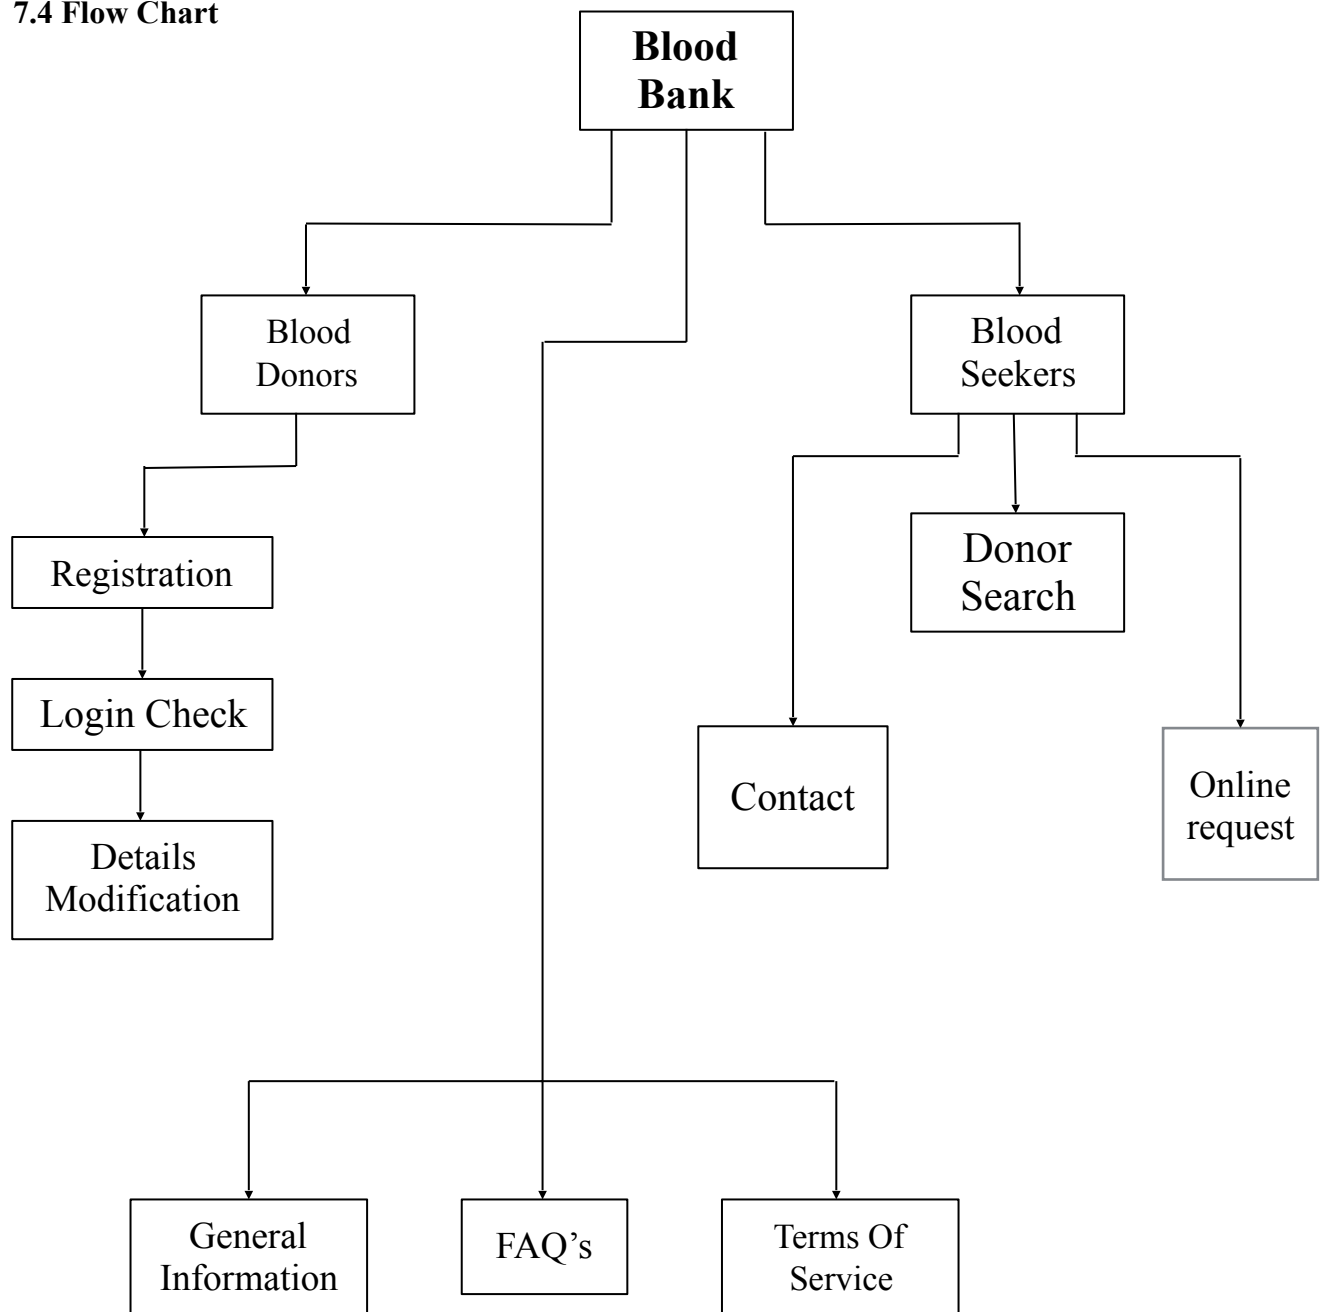 7.4 Flow Chart
Blood
Bank
Blood
Donors
Blood
Seekers
Registration
Donor
Search
Login Check
Contact
Online
request
Details
Modification
General
Information
FAQ’s
Terms Of
Service